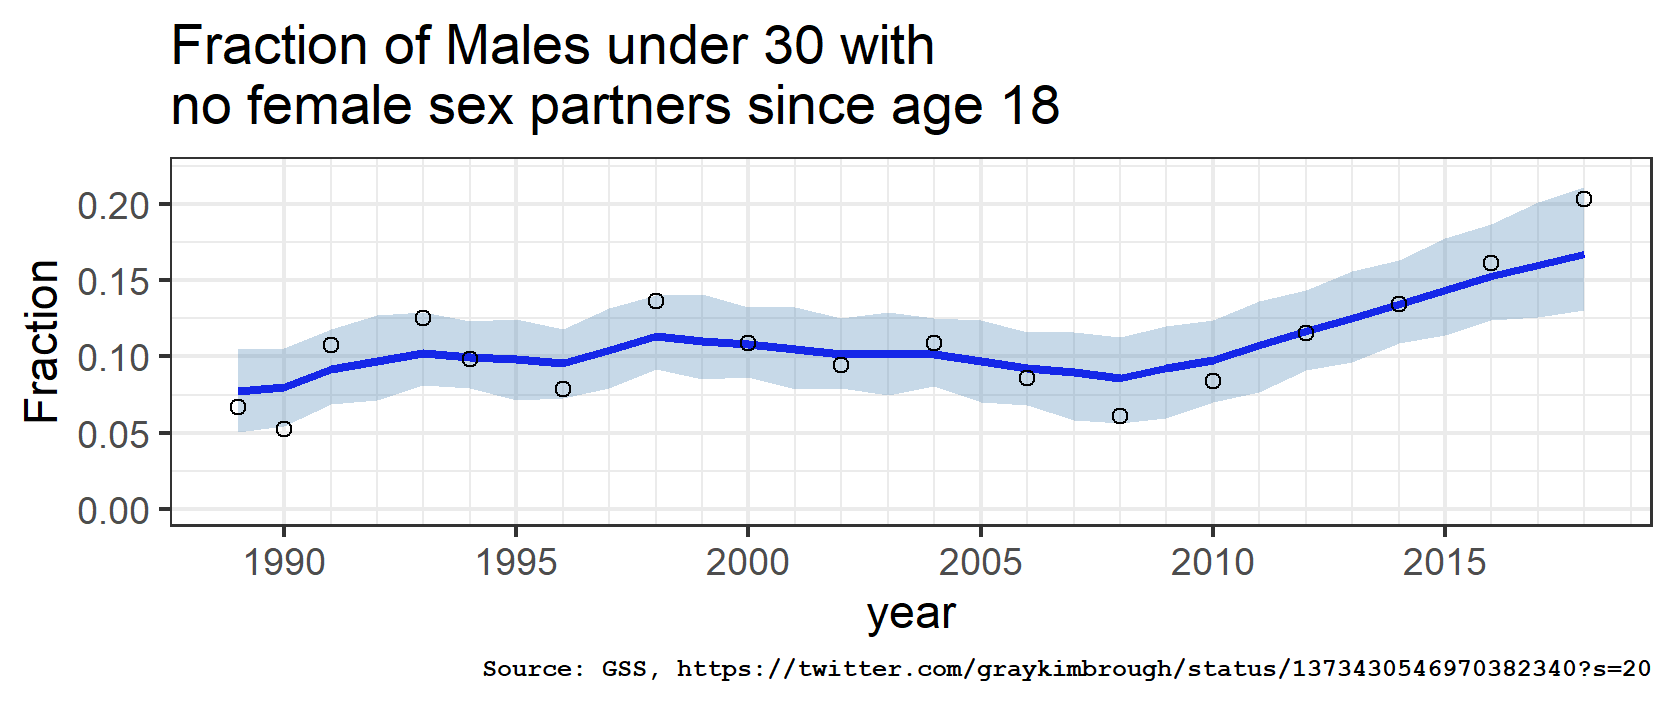 Fraction of Males under 30 with
no female sex partners since age 18
Fraction
0.20
0.15
0.10
0.05
0.00
1990 1995 2000 2005 2010 2015
year
Source: GSS, https://twitter.com/graykimbrough/status/1373430546970382340?s=20